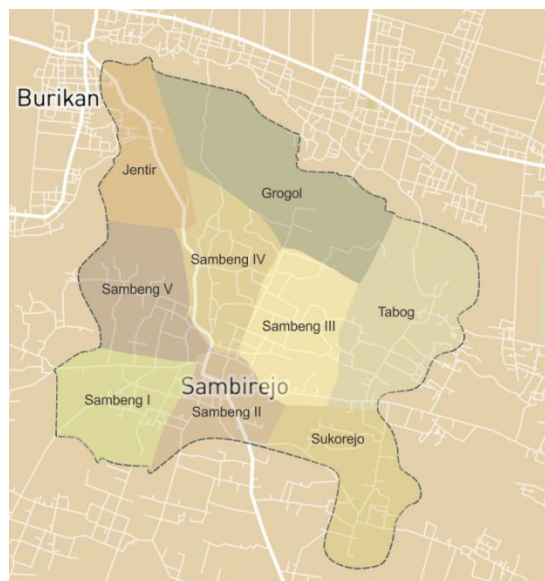 Burikan
Jentir
Grogol
Sambeng IV
Sambeng V
Sambeng III
Tabog
Sambeng I
Sambirejo
Sambeng II
Sukorejo